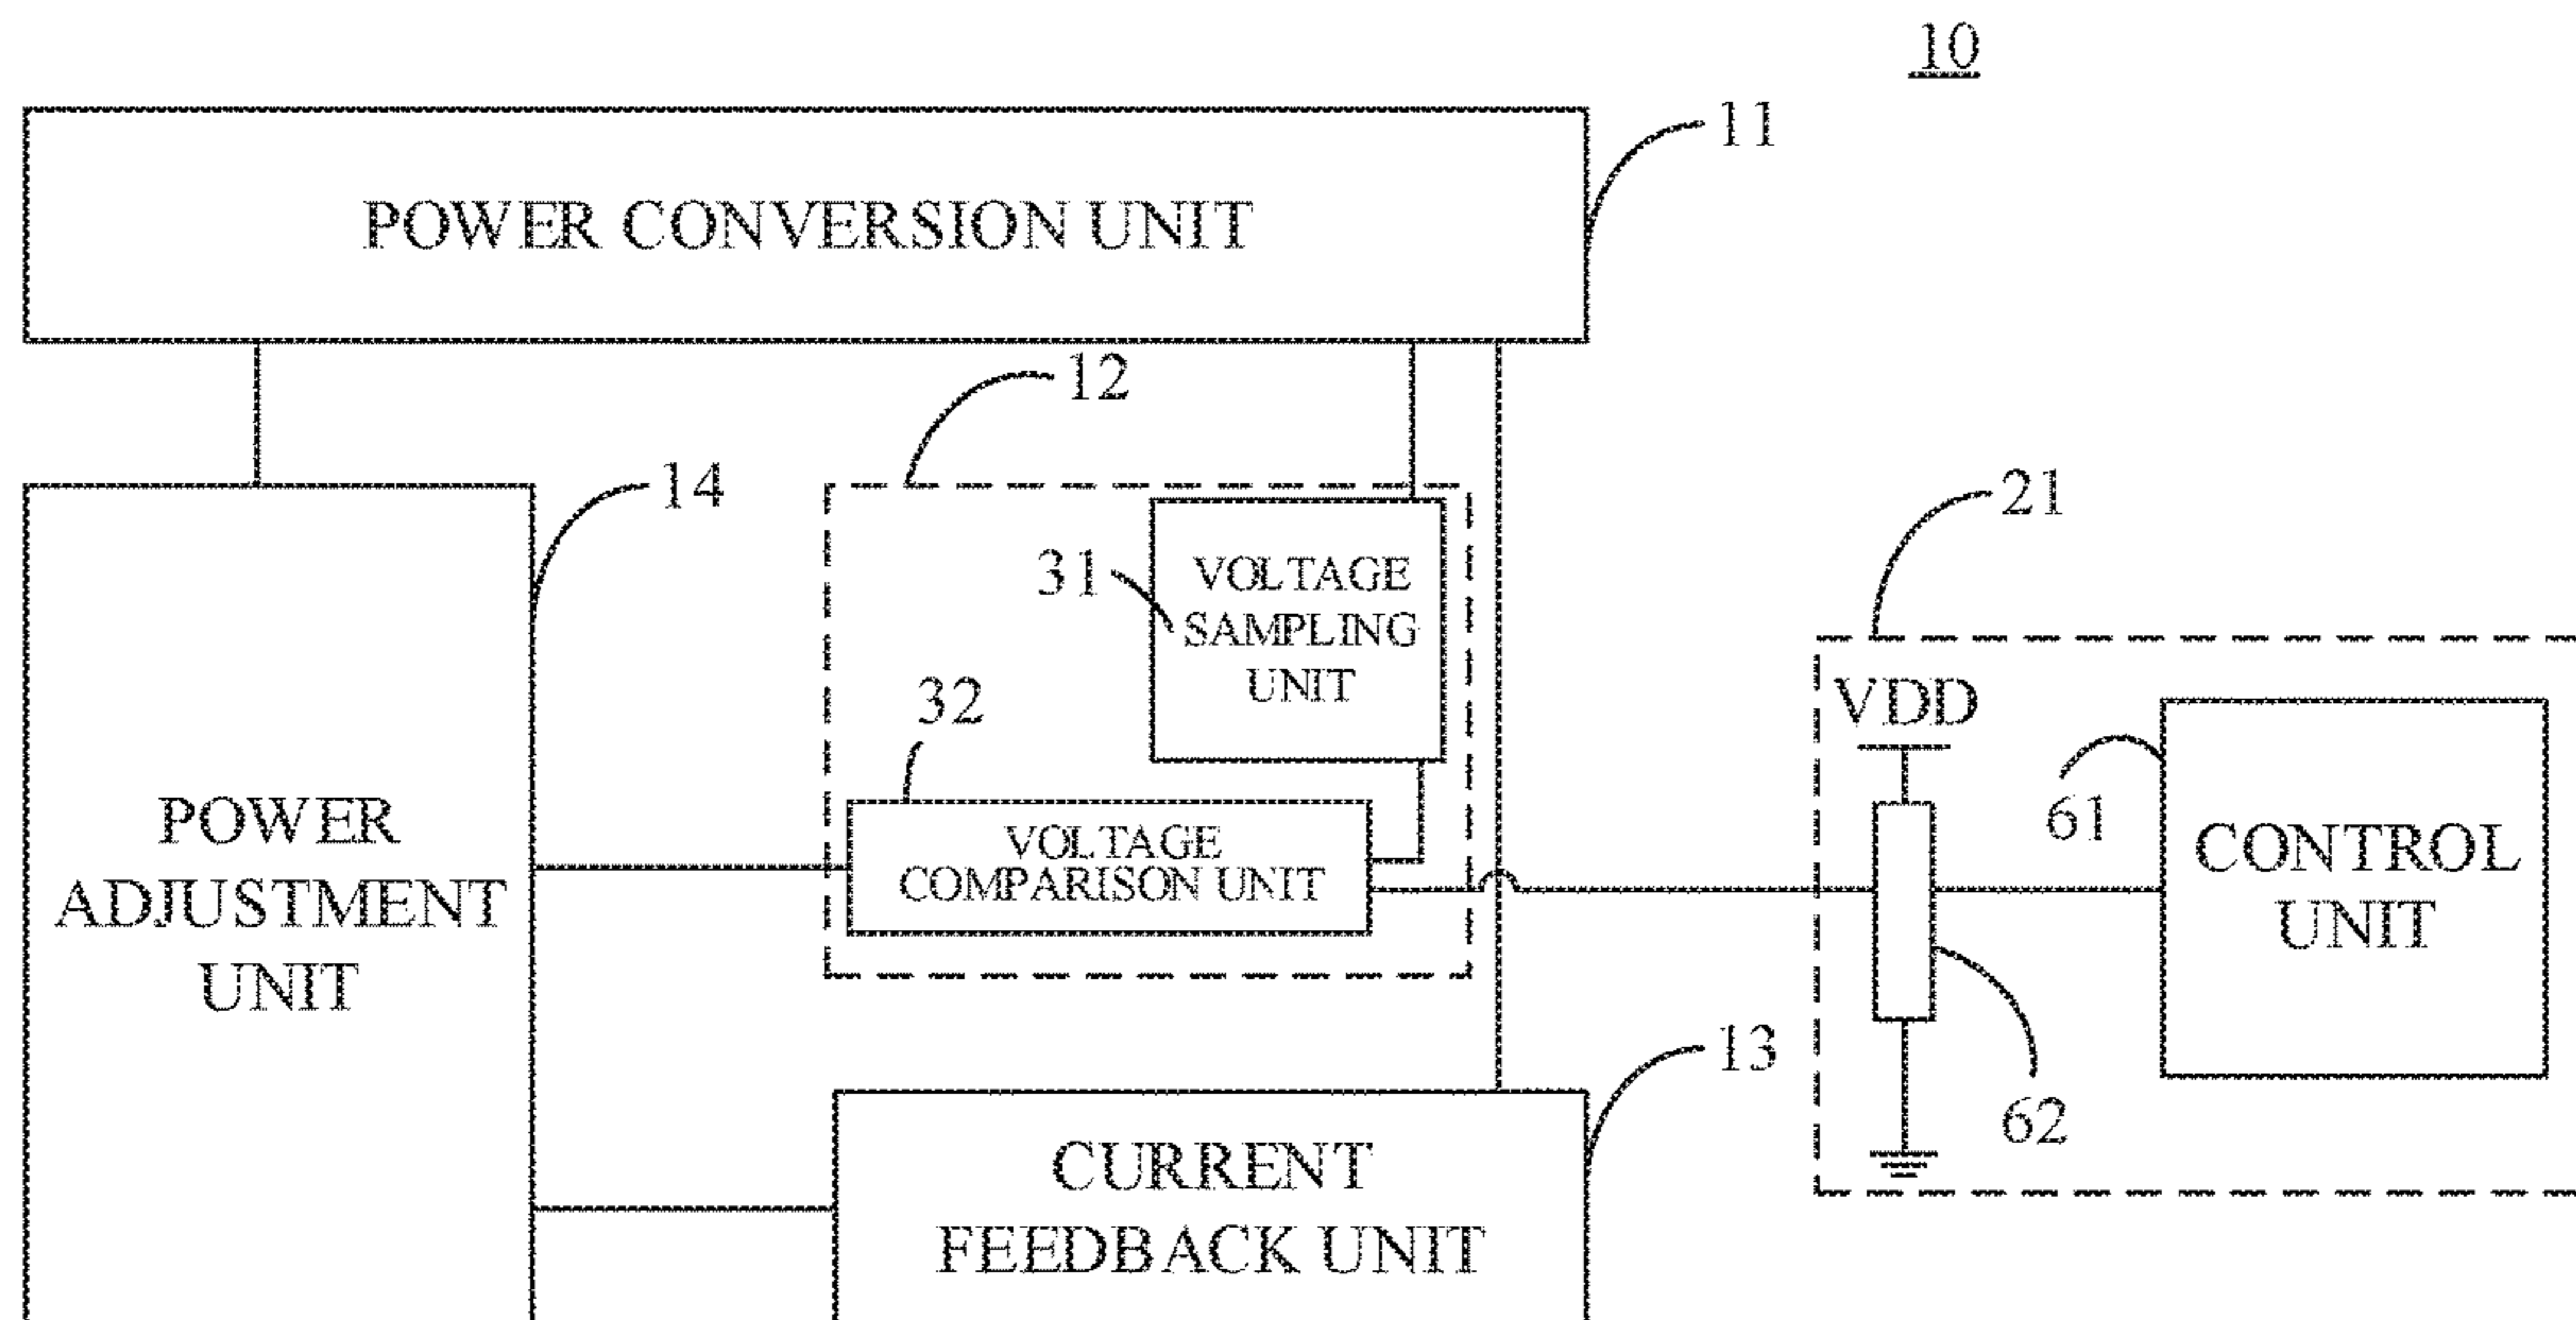 10
11
POWER CONVERSION UNIT
12
14
21
31
VOLTAGE
SAMPLING
UNIT
32
VDD
61
POWER
ADJUSTMENT
UNIT
VOLTAGE
COMPARISON UNIT
CONTROL
UNIT
13
62
CURRENT
FEEDBACK UNIT